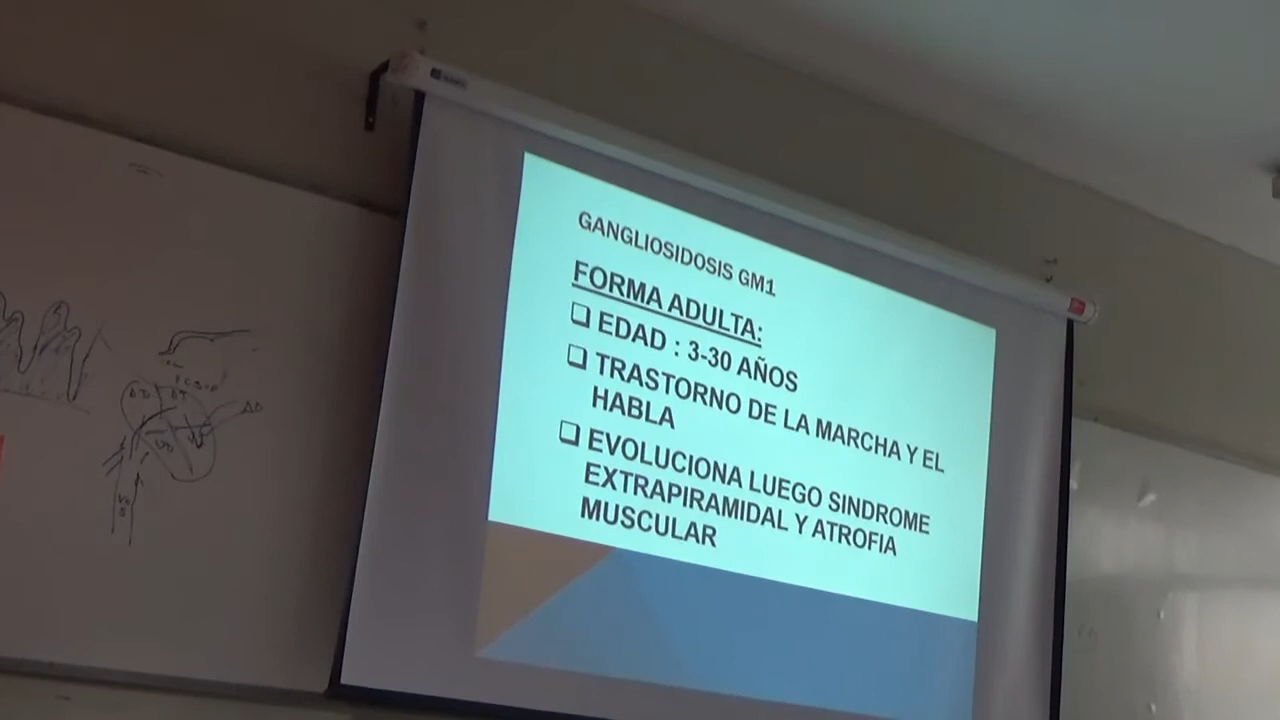 GANGLIOSIDOSIS GM1
FORMA ADULTA:
EDAD : 3-30 AÑOS
TRASTORNO DE LA MARCHA Y EL
HABLA
EVOLUCIONA LUEGO SINDROME
EXTRAPIRAMIDAL Y ATROFIA
MUSCULAR